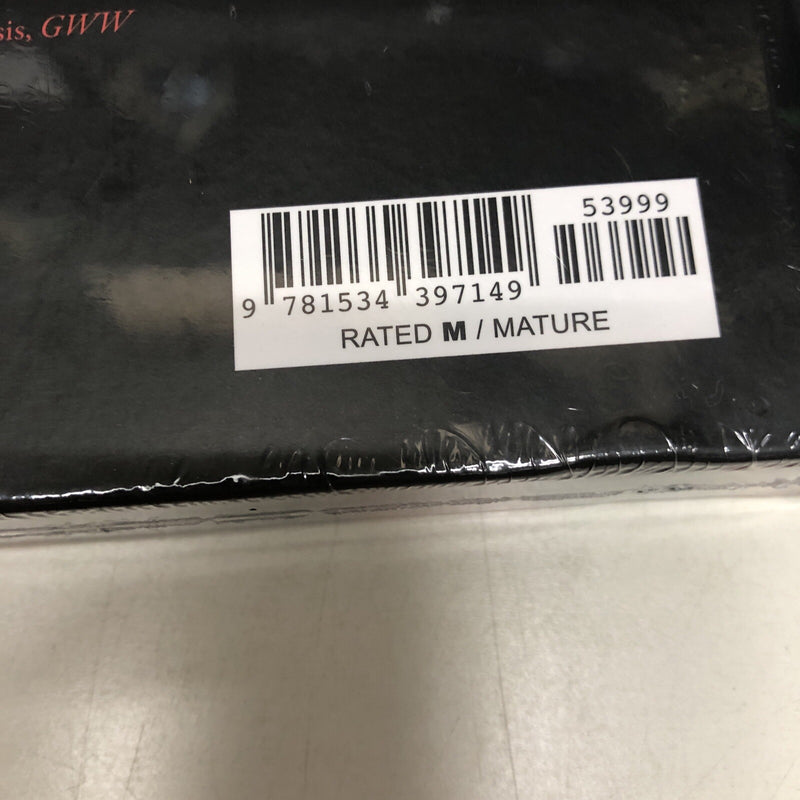 sis, GWW
53999
9 781534 397149
RATED M / MATURE